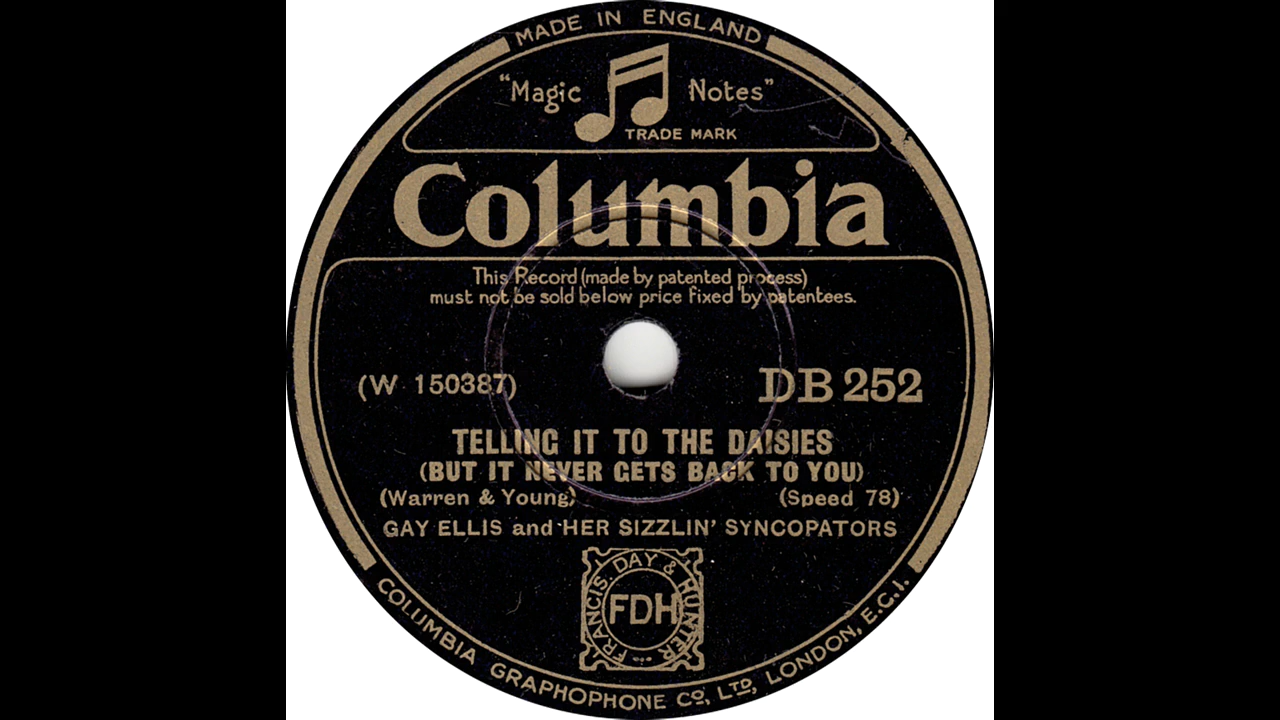 MADE IN ENGLAND
"Magic Notes"
TRADE MARK
Columbia
This Record (made by patented process)
must not be sold below price fixed by patentees.
(W 150387)
DB 252
TELLING IT TO THE DAISIES
(BUT IT NEVER GETS BACK TO YOU)
(Warren & Young) (Speed 78)
GAY ELLIS and HER SIZZLIN' SYNCOPATORS
FRANCIS, DAY & HUNTER
FDH
COLUMBIA GRAPHOPHONE CO, LTD, LONDON, E.C.I.